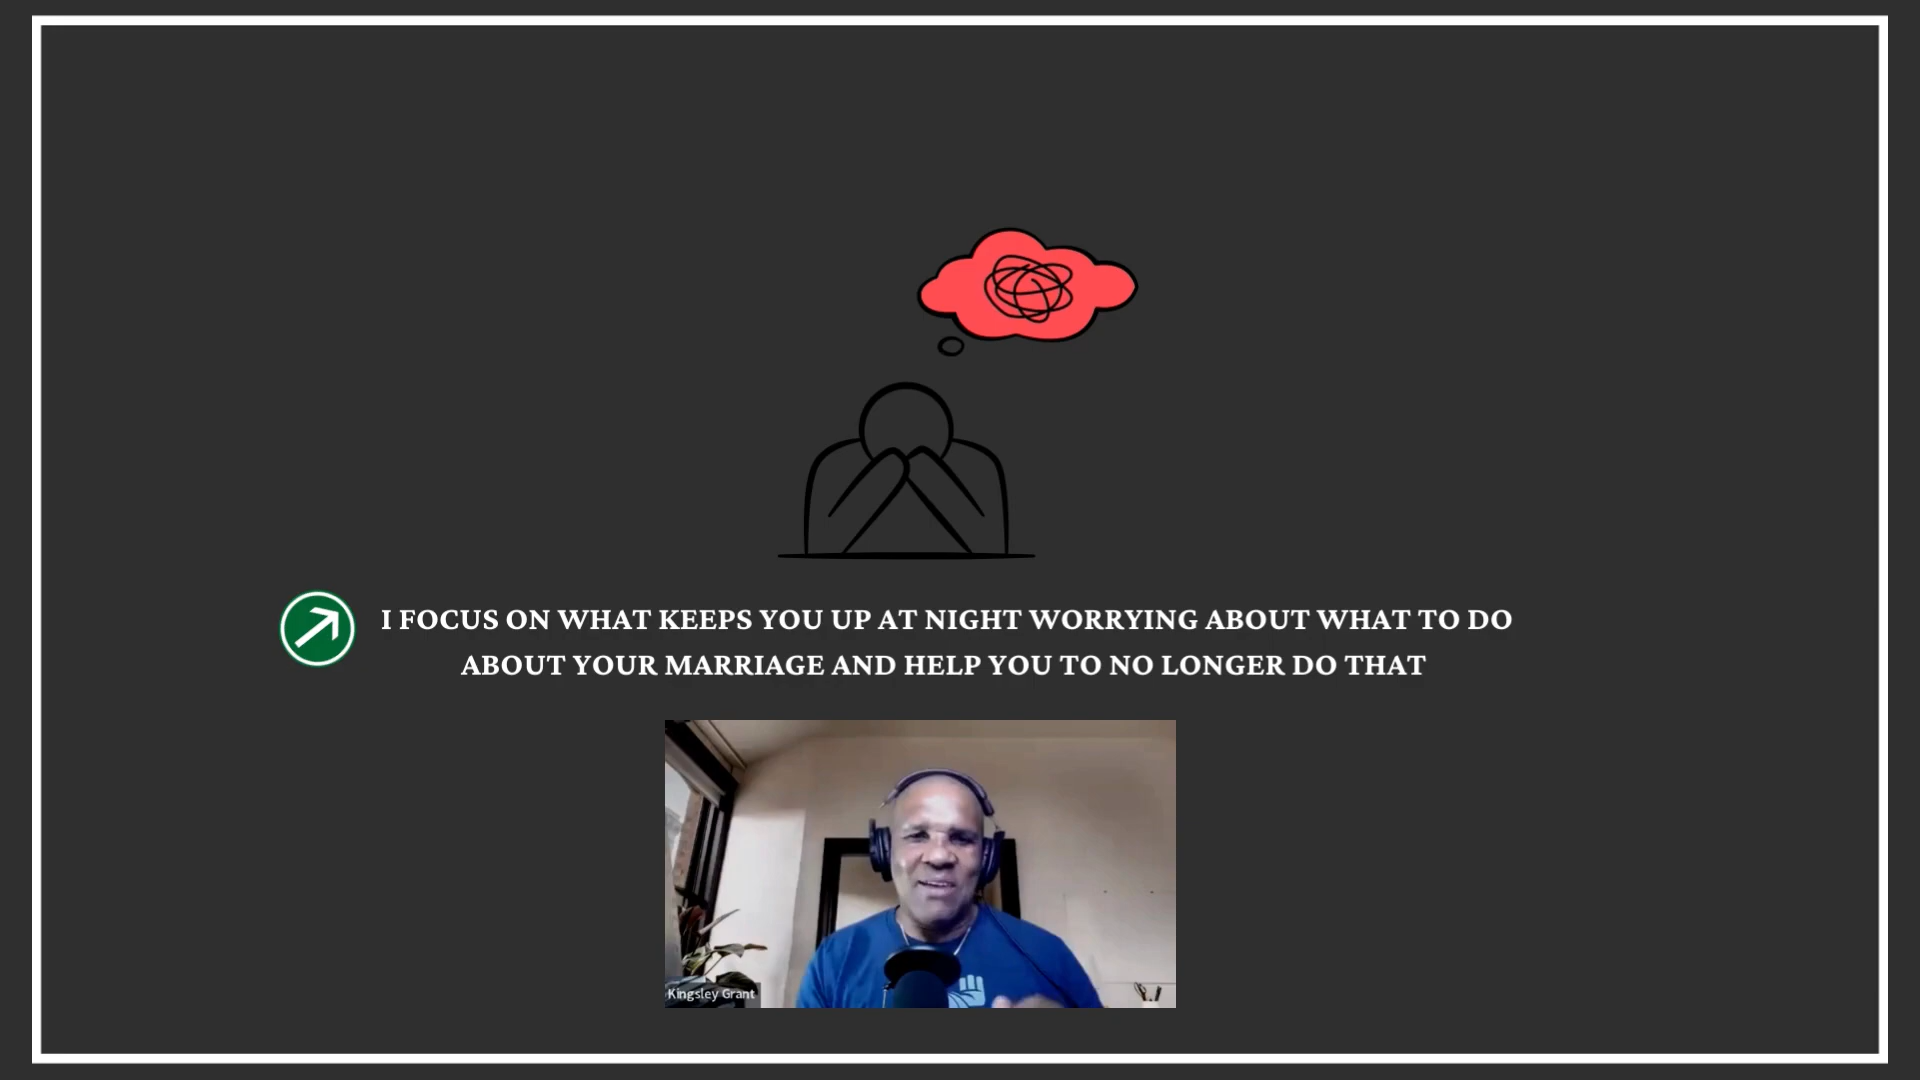 I FOCUS ON WHAT KEEPS YOU UP AT NIGHT WORRYING ABOUT WHAT TO DO
ABOUT YOUR MARRIAGE AND HELP YOU TO NO LONGER DO THAT
Kingsley Grant